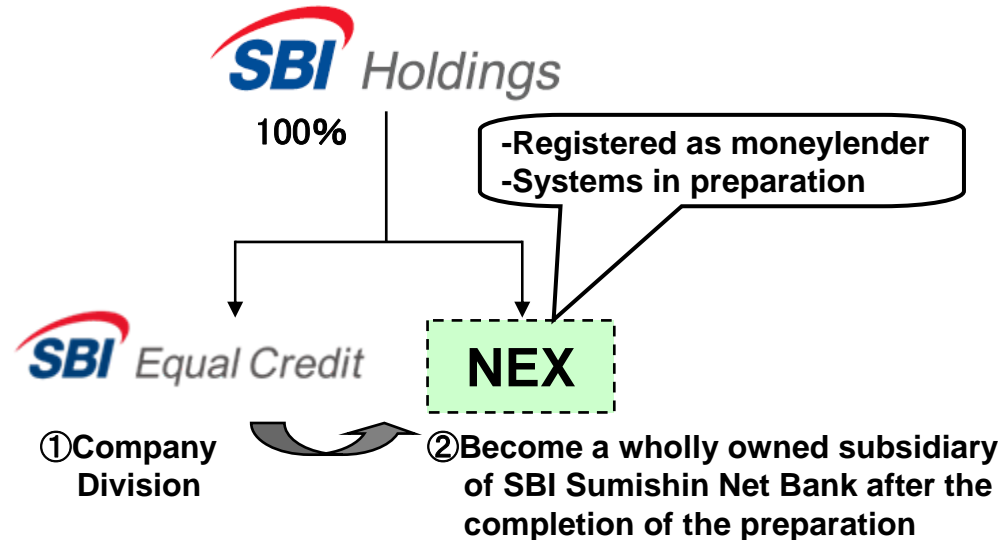 SBI Holdings
100%
-Registered as moneylender
-Systems in preparation
SBI Equal Credit
NEX
①Company
Division
②Become a wholly owned subsidiary
of SBI Sumishin Net Bank after the
completion of the preparation